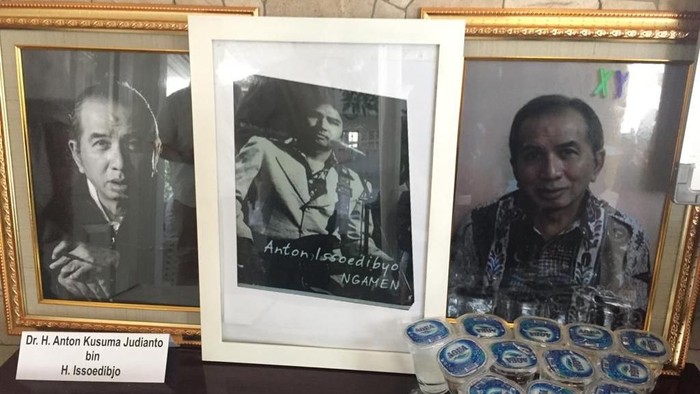 Anton, Issoedibyo
NGAMEN
Dr. H. Anton Kusuma Judianto
bin
H. Issoedibjo